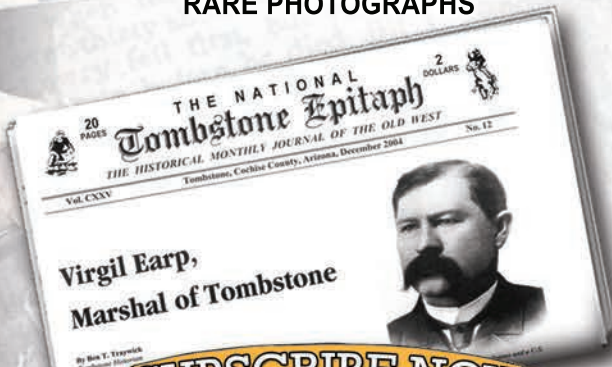 RARE PHOTOGRAPHS
20
PAGES
THE NATIONAL
2
DOLLARS
Tombstone Epitaph
THE HISTORICAL MONTHLY JOURNAL OF THE OLD WEST
Vol. CXXV
Tombstone, Cochise County, Arizona, December 2004
No. 12
Virgil Earp,
Marshal of Tombstone
By Ben T. Traywick
Tombstone Historian
SUBSCRIBE NOW